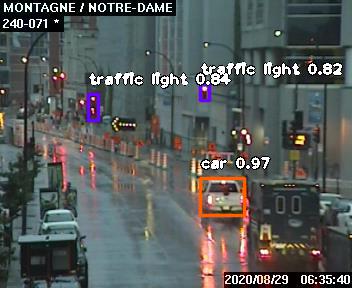 MONTAGNE / NOTRE-DAME
240-071 *
traffic light 0.84
traffic light 0.82
car 0.97
2020/08/29 06:35:40